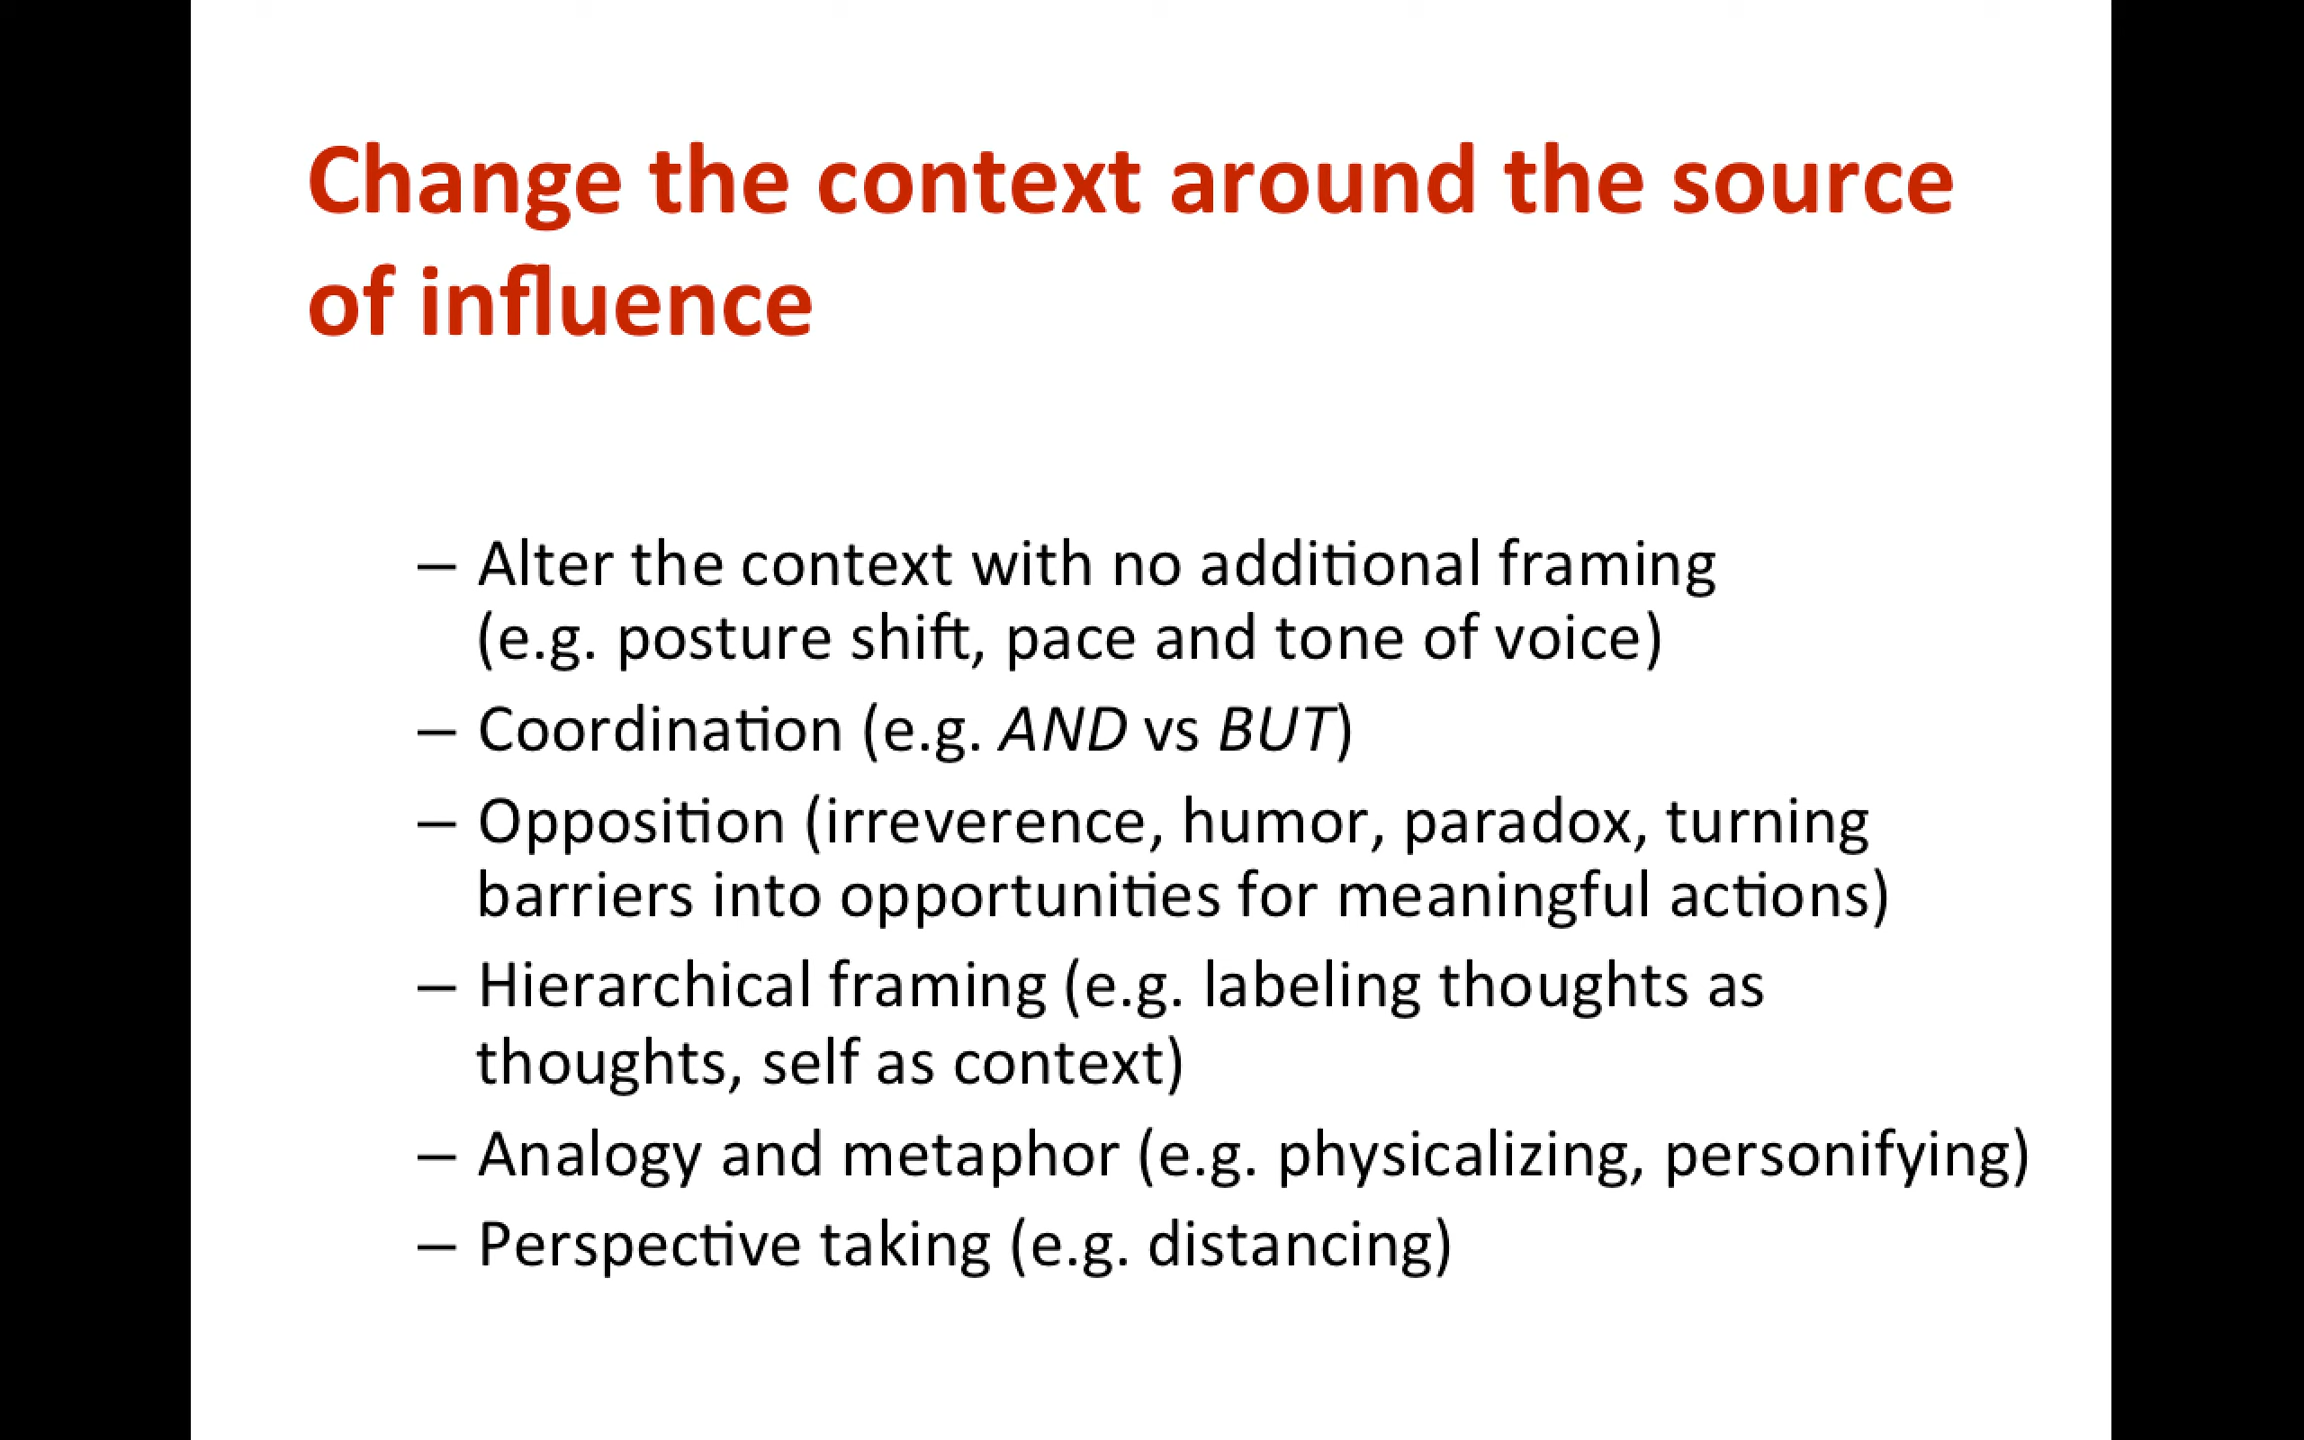 Change the context around the source
of influence
– Alter the context with no additional framing
(e.g. posture shift, pace and tone of voice)
– Coordination (e.g. AND vs BUT)
– Opposition (irreverence, humor, paradox, turning
barriers into opportunities for meaningful actions)
– Hierarchical framing (e.g. labeling thoughts as
thoughts, self as context)
– Analogy and metaphor (e.g. physicalizing, personifying)
– Perspective taking (e.g. distancing)